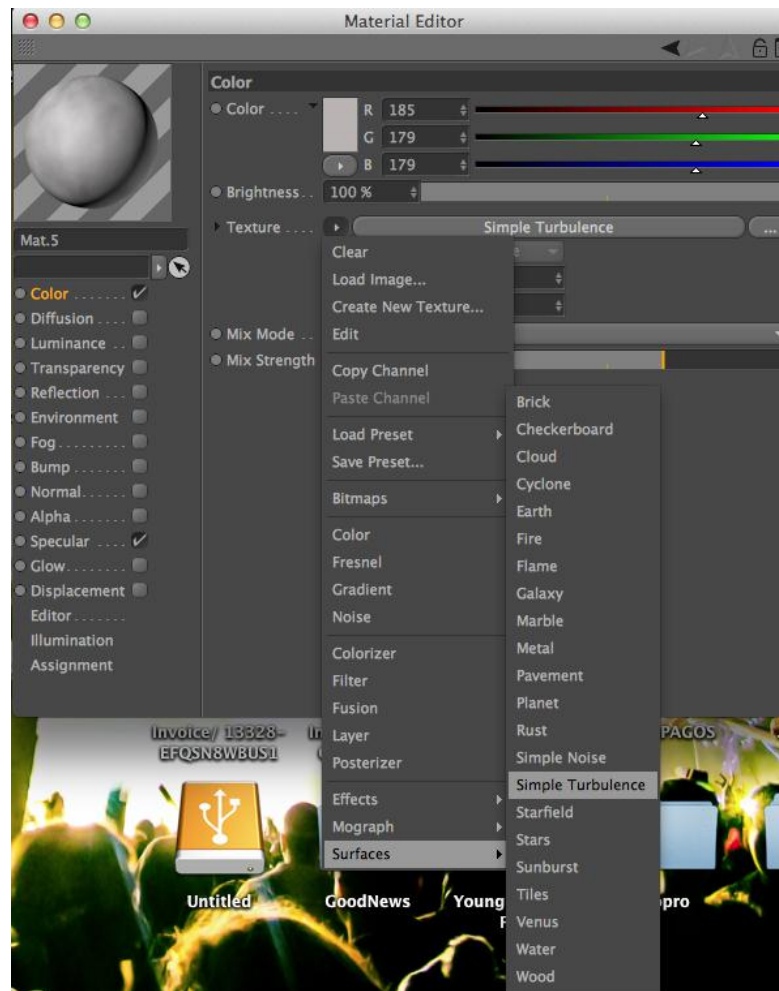 Material Editor
Color
Color . . . .
R 185
G 179
B 179
Brightness . . 100 %
Texture . . . . Simple Turbulence ...
Mat.5
Color . . . . . . .
Diffusion . . . .
Luminance . .
Transparency
Reflection . . .
Environment
Fog . . . . . . . . .
Bump . . . . . . .
Normal . . . . . .
Alpha . . . . . . .
Specular . . . .
Glow . . . . . . . .
Displacement
Editor . . . . . . .
Illumination
Assignment
Mix Mode . .
Mix Strength
Clear
Load Image...
Create New Texture...
Edit
Copy Channel
Paste Channel
Load Preset
Save Preset...
Bitmaps
Color
Fresnel
Gradient
Noise
Colorizer
Filter
Fusion
Layer
Posterizer
Effects
Mograph
Surfaces
Brick
Checkerboard
Cloud
Cyclone
Earth
Fire
Flame
Galaxy
Marble
Metal
Pavement
Planet
Rust
Simple Noise
Simple Turbulence
Starfield
Stars
Sunburst
Tiles
Venus
Water
Wood
Invoice/ 13328-
EFQSN8WBUS1
PAGOS
Untitled
GoodNews
Young